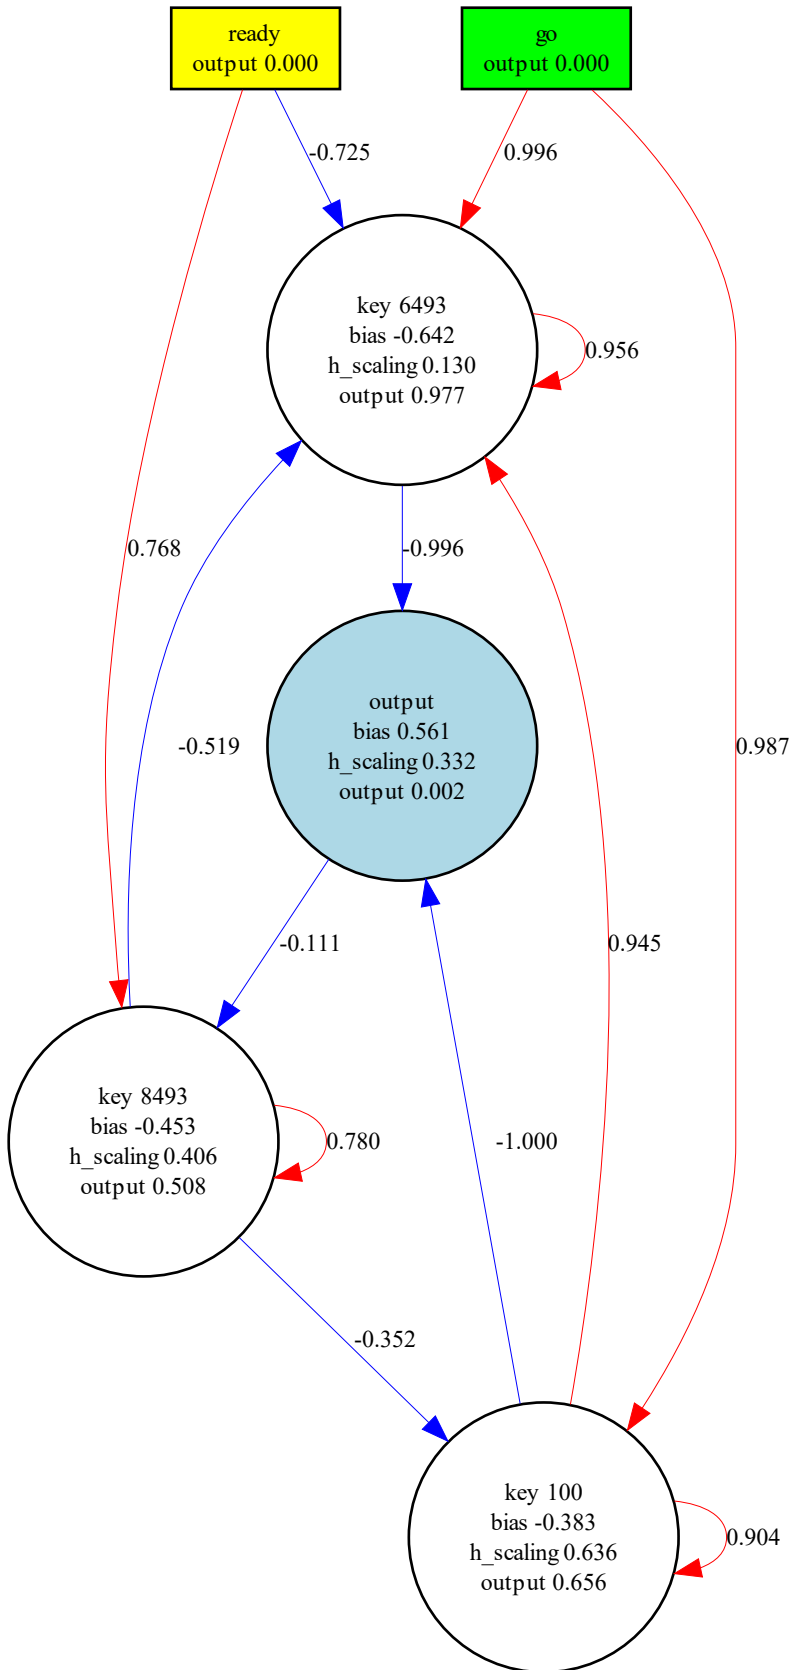 ready
output 0.000
go
output 0.000
-0.725
0.996
key 6493
bias -0.642
h_scaling 0.130
output 0.977
0.956
0.768
-0.996
output
bias 0.561
h_scaling 0.332
output 0.002
-0.519
0.987
-0.111
0.945
key 8493
bias -0.453
h_scaling 0.406
output 0.508
0.780
-1.000
-0.352
key 100
bias -0.383
h_scaling 0.636
output 0.656
0.904